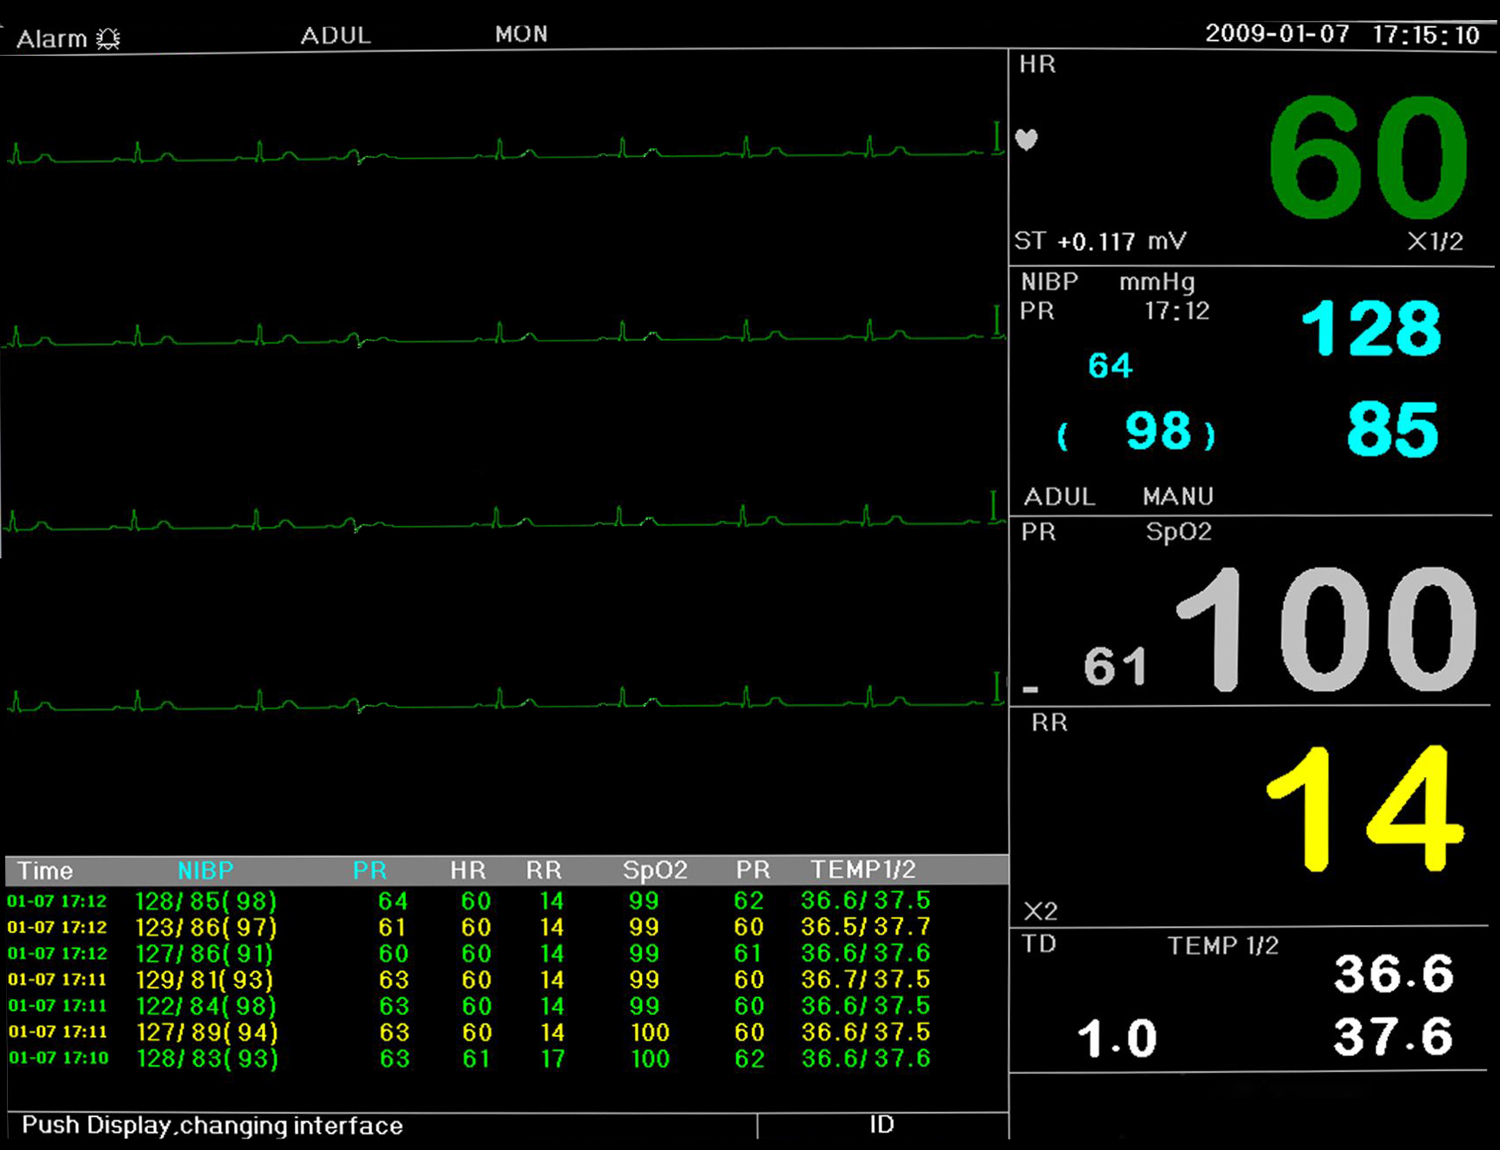 Alarm ADUL MON 2009-01-07 17:15:10
HR
60
ST +0.117 mV X1/2
NIBP mmHg
PR 17:12
128
64
( 98 ) 85
ADUL MANU
PR SpO2
100
- 61
RR
14
X2
TD TEMP 1/2
36.6
1.0 37.6
Time NIBP PR HR RR SpO2 PR TEMP1/2
01-07 17:12 128/ 85( 98) 64 60 14 99 62 36.6/ 37.5
01-07 17:12 123/ 86( 97) 61 60 14 99 60 36.5/ 37.7
01-07 17:12 127/ 86( 91) 60 60 14 99 61 36.6/ 37.6
01-07 17:11 129/ 81( 93) 63 60 14 99 60 36.7/ 37.5
01-07 17:11 122/ 84( 98) 63 60 14 99 60 36.6/ 37.5
01-07 17:11 127/ 89( 94) 63 60 14 100 60 36.6/ 37.5
01-07 17:10 128/ 83( 93) 63 61 17 100 62 36.6/ 37.6
Push Display,changing interface ID